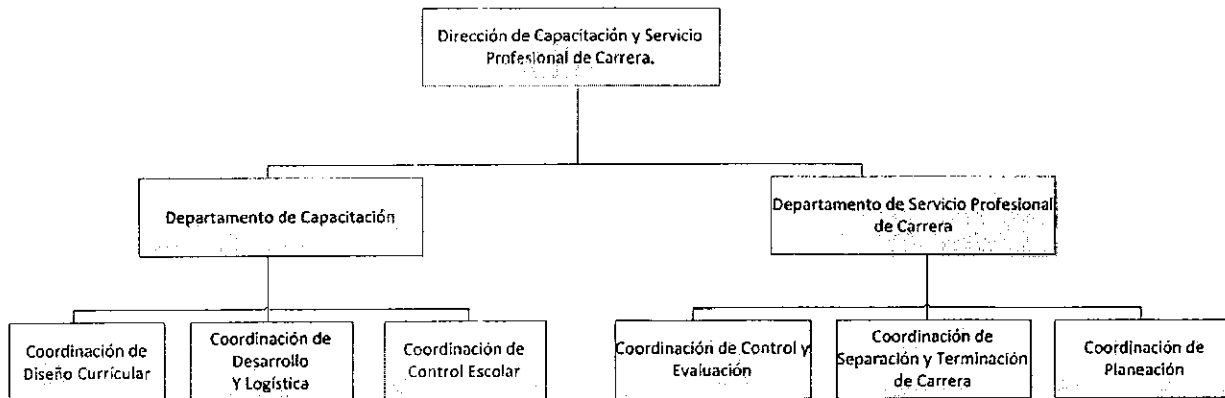 Dirección de Capacitación y Servicio
Profesional de Carrera.
Departamento de Capacitación
Departamento de Servicio Profesional
de Carrera
Coordinación de
Diseño Currícular
Coordinación de
Desarrollo
Y Logística
Coordinación de
Control Escolar
Coordinación de Control y
Evaluación
Coordinación de
Separación y Terminación
de Carrera
Coordinación de
Planeación